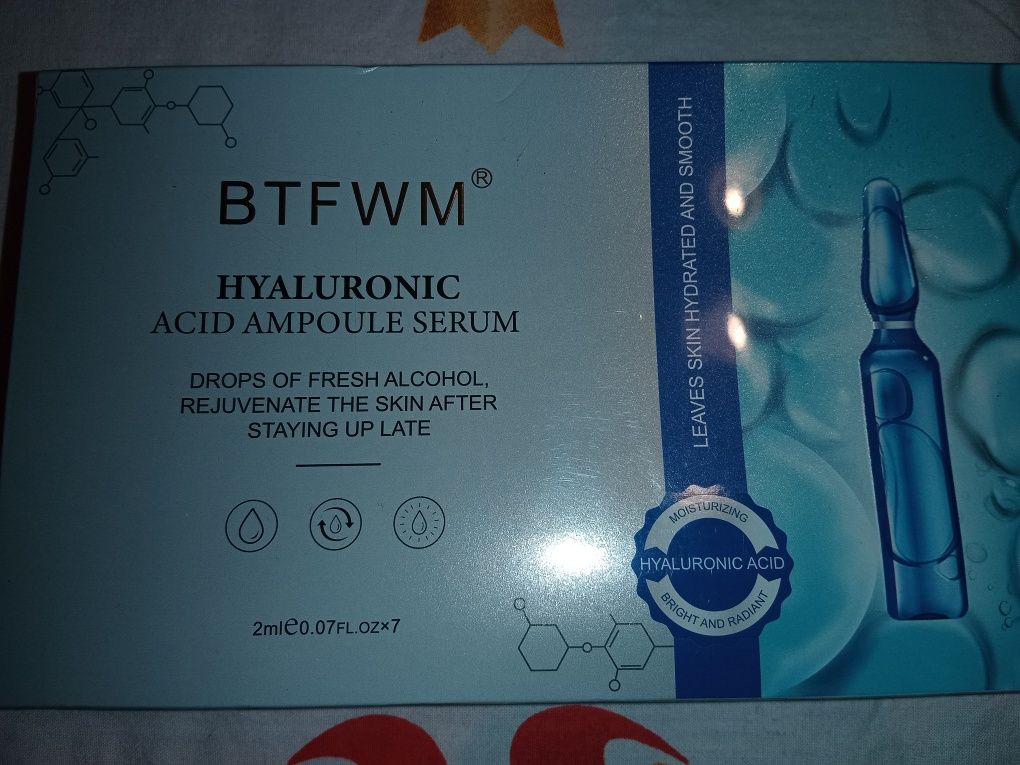 BTFWM®
HYALURONIC
ACID AMPOULE SERUM
DROPS OF FRESH ALCOHOL,
REJUVENATE THE SKIN AFTER
STAYING UP LATE
2ml℮0.07FL.OZ×7
LEAVES SKIN HYDRATED AND SMOOTH
MOISTURIZING
HYALURONIC ACID
BRIGHT AND RADIANT